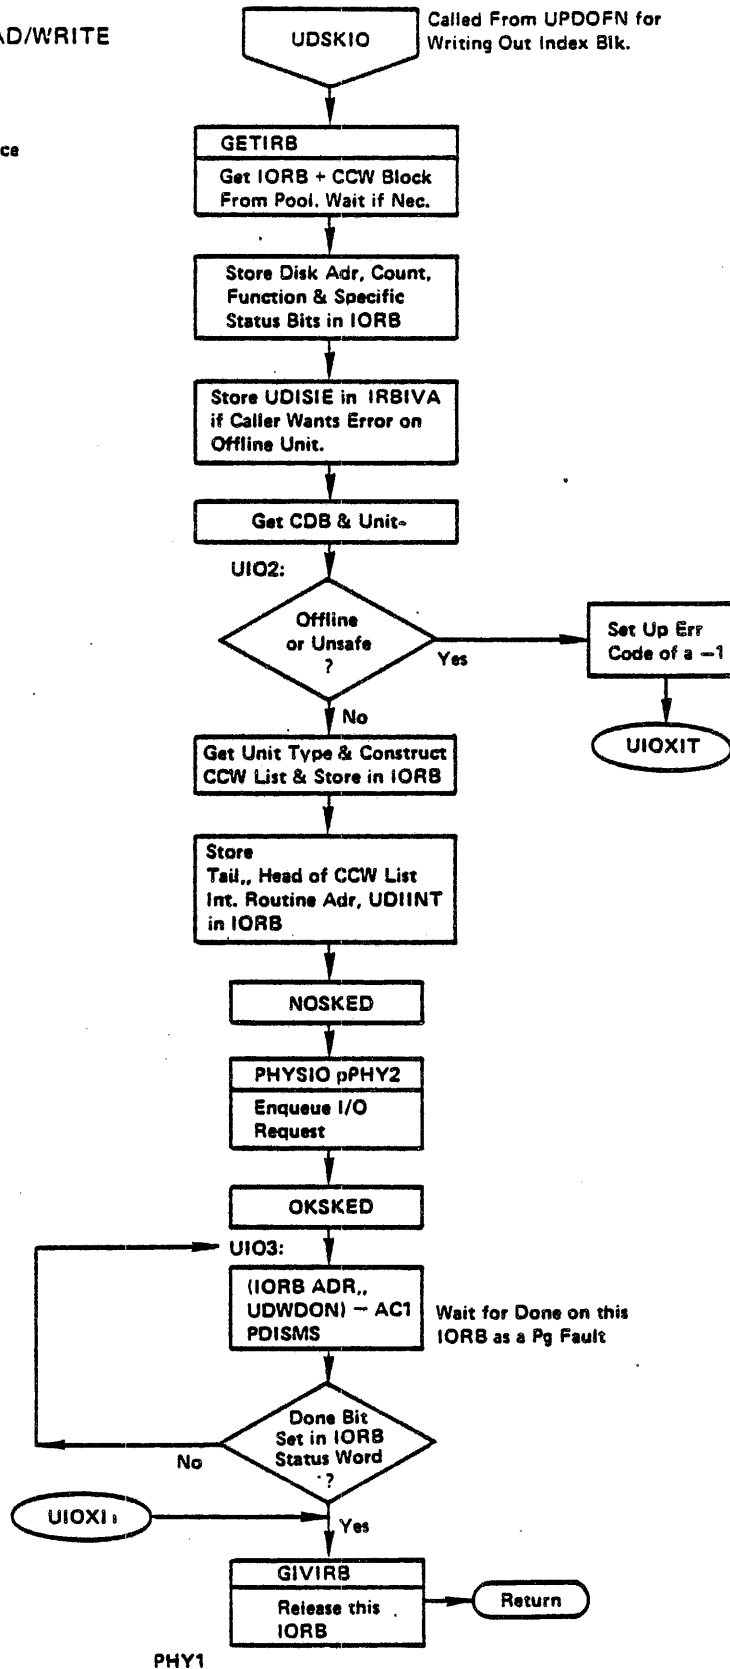 AD/WRITE
UDSKIO
Called From UPDOFN for
Writing Out Index Blk.
ce
GETIRB
Get IORB + CCW Block
From Pool. Wait if Nec.
Store Disk Adr, Count,
Function & Specific
Status Bits in IORB
Store UDISIE in IRBIVA
if Caller Wants Error on
Offline Unit.
Get CDB & Unit
UIO2:
Offline
or Unsafe
?
Yes
Set Up Err
Code of a -1
No
UIOXIT
Get Unit Type & Construct
CCW List & Store in IORB
Store
Tail,, Head of CCW List
Int. Routine Adr, UDIINT
in IORB
NOSKED
PHYSIO pPHY2
Enqueue I/O
Request
OKSKED
UIO3:
(IORB ADR,,
UDWDON) – AC1
PDISMS
Wait for Done on this
IORB as a Pg Fault
Done Bit
Set in IORB
Status Word
?
No
UIOXI
Yes
GIVIRB
Release this
IORB
Return
PHY1